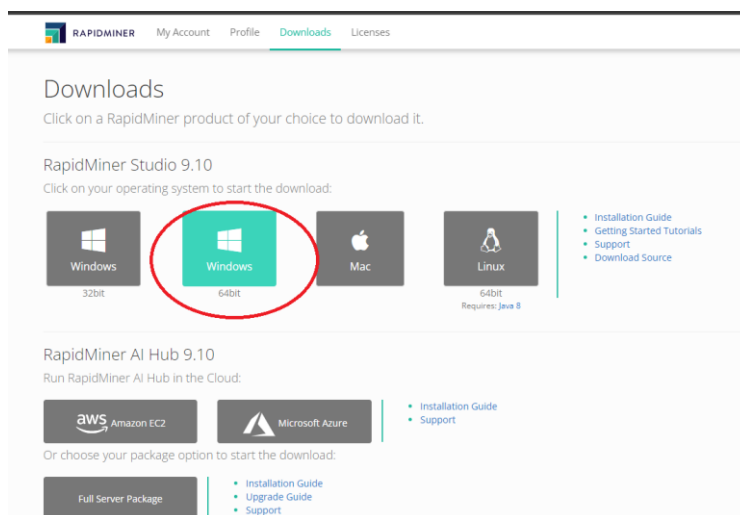 RAPIDMINER My Account Profile Downloads Licenses
Downloads
Click on a RapidMiner product of your choice to download it.
RapidMiner Studio 9.10
Click on your operating system to start the download:
Windows
32bit
Windows
64bit
Mac
Linux
64bit
Requires: Java 8
Installation Guide
Getting Started Tutorials
Support
Download Source
RapidMiner AI Hub 9.10
Run RapidMiner AI Hub in the Cloud:
aws Amazon EC2
Microsoft Azure
Installation Guide
Support
Or choose your package option to start the download:
Full Server Package
Installation Guide
Upgrade Guide
Support